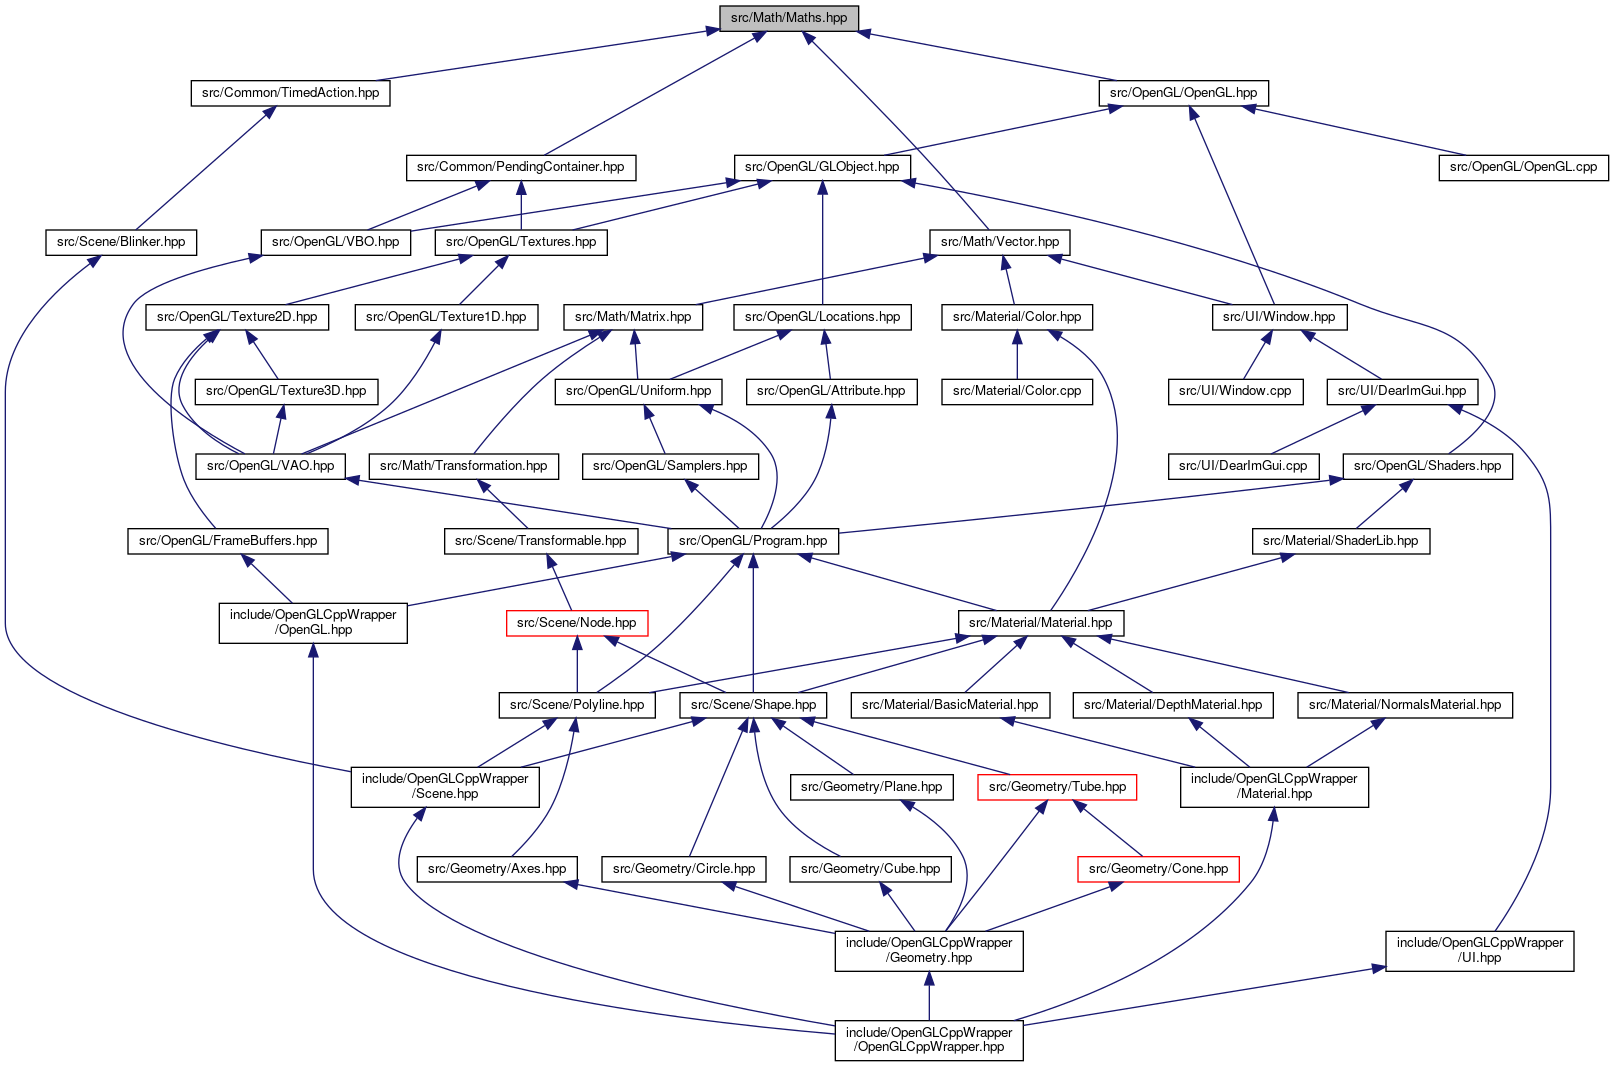 src/Math/Maths.hpp
src/Common/TimedAction.hpp
src/OpenGL/OpenGL.hpp
src/Common/PendingContainer.hpp
src/OpenGL/GLObject.hpp
src/OpenGL/OpenGL.cpp
src/Scene/Blinker.hpp
src/OpenGL/VBO.hpp
src/OpenGL/Textures.hpp
src/Math/Vector.hpp
src/OpenGL/Texture2D.hpp
src/OpenGL/Texture1D.hpp
src/Math/Matrix.hpp
src/OpenGL/Locations.hpp
src/Material/Color.hpp
src/UI/Window.hpp
src/OpenGL/Texture3D.hpp
src/OpenGL/Uniform.hpp
src/OpenGL/Attribute.hpp
src/Material/Color.cpp
src/UI/Window.cpp
src/UI/DearImGui.hpp
src/OpenGL/VAO.hpp
src/Math/Transformation.hpp
src/OpenGL/Samplers.hpp
src/UI/DearImGui.cpp
src/OpenGL/Shaders.hpp
src/OpenGL/FrameBuffers.hpp
src/Scene/Transformable.hpp
src/OpenGL/Program.hpp
src/Material/ShaderLib.hpp
include/OpenGLCppWrapper
/OpenGL.hpp
src/Scene/Node.hpp
src/Material/Material.hpp
src/Scene/Polyline.hpp
src/Scene/Shape.hpp
src/Material/BasicMaterial.hpp
src/Material/DepthMaterial.hpp
src/Material/NormalsMaterial.hpp
include/OpenGLCppWrapper
/Scene.hpp
src/Geometry/Plane.hpp
src/Geometry/Tube.hpp
include/OpenGLCppWrapper
/Material.hpp
src/Geometry/Axes.hpp
src/Geometry/Circle.hpp
src/Geometry/Cube.hpp
src/Geometry/Cone.hpp
include/OpenGLCppWrapper
/Geometry.hpp
include/OpenGLCppWrapper
/UI.hpp
include/OpenGLCppWrapper
/OpenGLCppWrapper.hpp